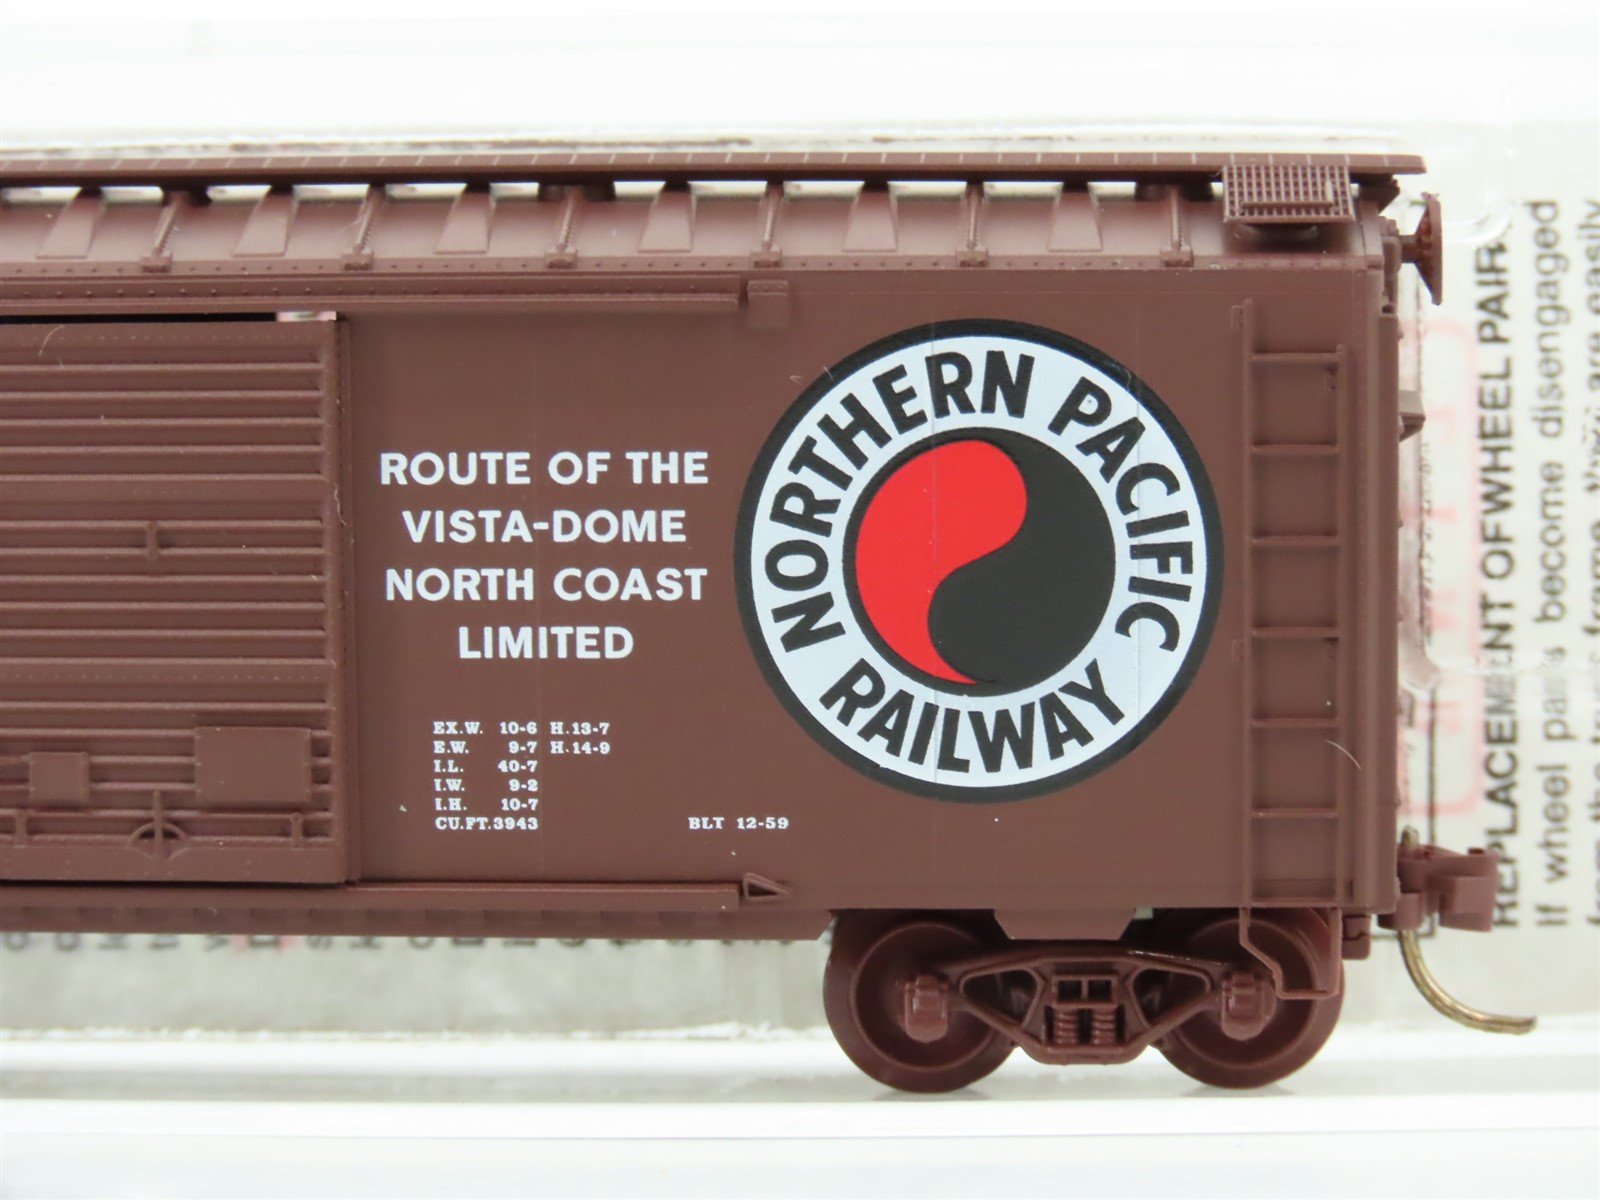 ROUTE OF THE
VISTA-DOME
NORTH COAST
LIMITED
EX.W. 10-6 H.13-7
E.W. 9-7 H.14-9
I.L. 40-7
I.W. 9-2
I.H. 10-7
CU.FT.3943
BLT 12-59
NORTHERN PACIFIC
RAILWAY
REPLACEMENT OF WHEEL PAIR
If wheel pairs become disengaged